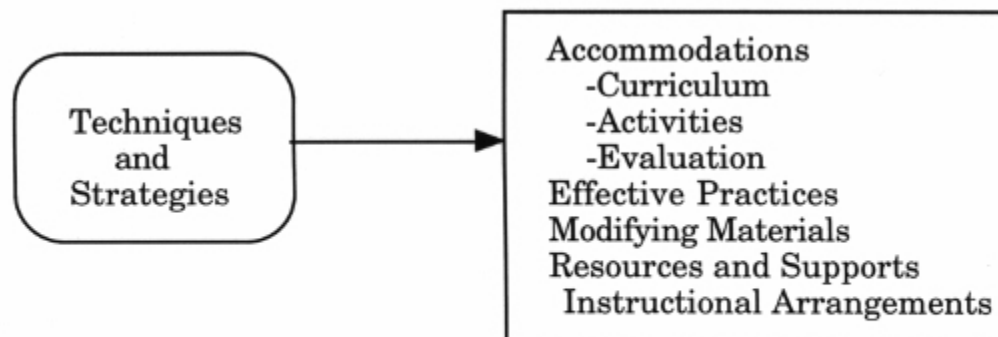 Techniques
and
Strategies
Accommodations
-Curriculum
-Activities
-Evaluation
Effective Practices
Modifying Materials
Resources and Supports
Instructional Arrangements